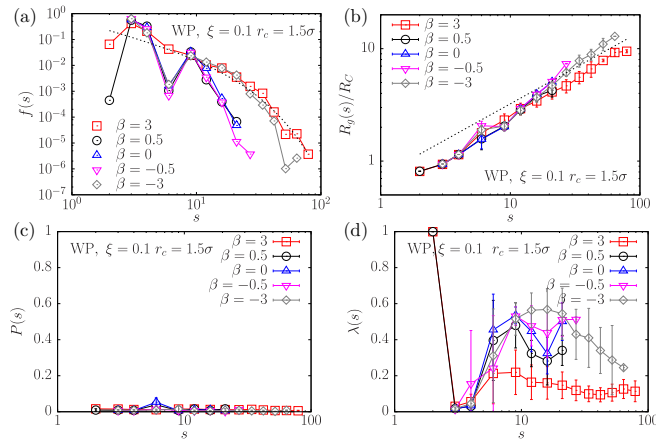 (a)
WP, ξ = 0.1 r_c = 1.5σ
f(s)
10^0
10^-1
10^-2
10^-3
10^-4
10^-5
10^-6
β = 3
β = 0.5
β = 0
β = −0.5
β = −3
10^0
10^1
10^2
s
(b)
β = 3
β = 0.5
β = 0
β = −0.5
β = −3
R_g(s)/R_C
10
1
WP, ξ = 0.1 r_c = 1.5σ
1
10
100
s
(c)
WP, ξ = 0.1 r_c = 1.5σ
β = 3
β = 0.5
β = 0
β = −0.5
β = −3
P(s)
1
0.8
0.6
0.4
0.2
0
1
10
100
s
(d)
WP, ξ = 0.1 r_c = 1.5σ
β = 3
β = 0.5
β = 0
β = −0.5
β = −3
λ(s)
1
0.8
0.6
0.4
0.2
0
1
10
100
s